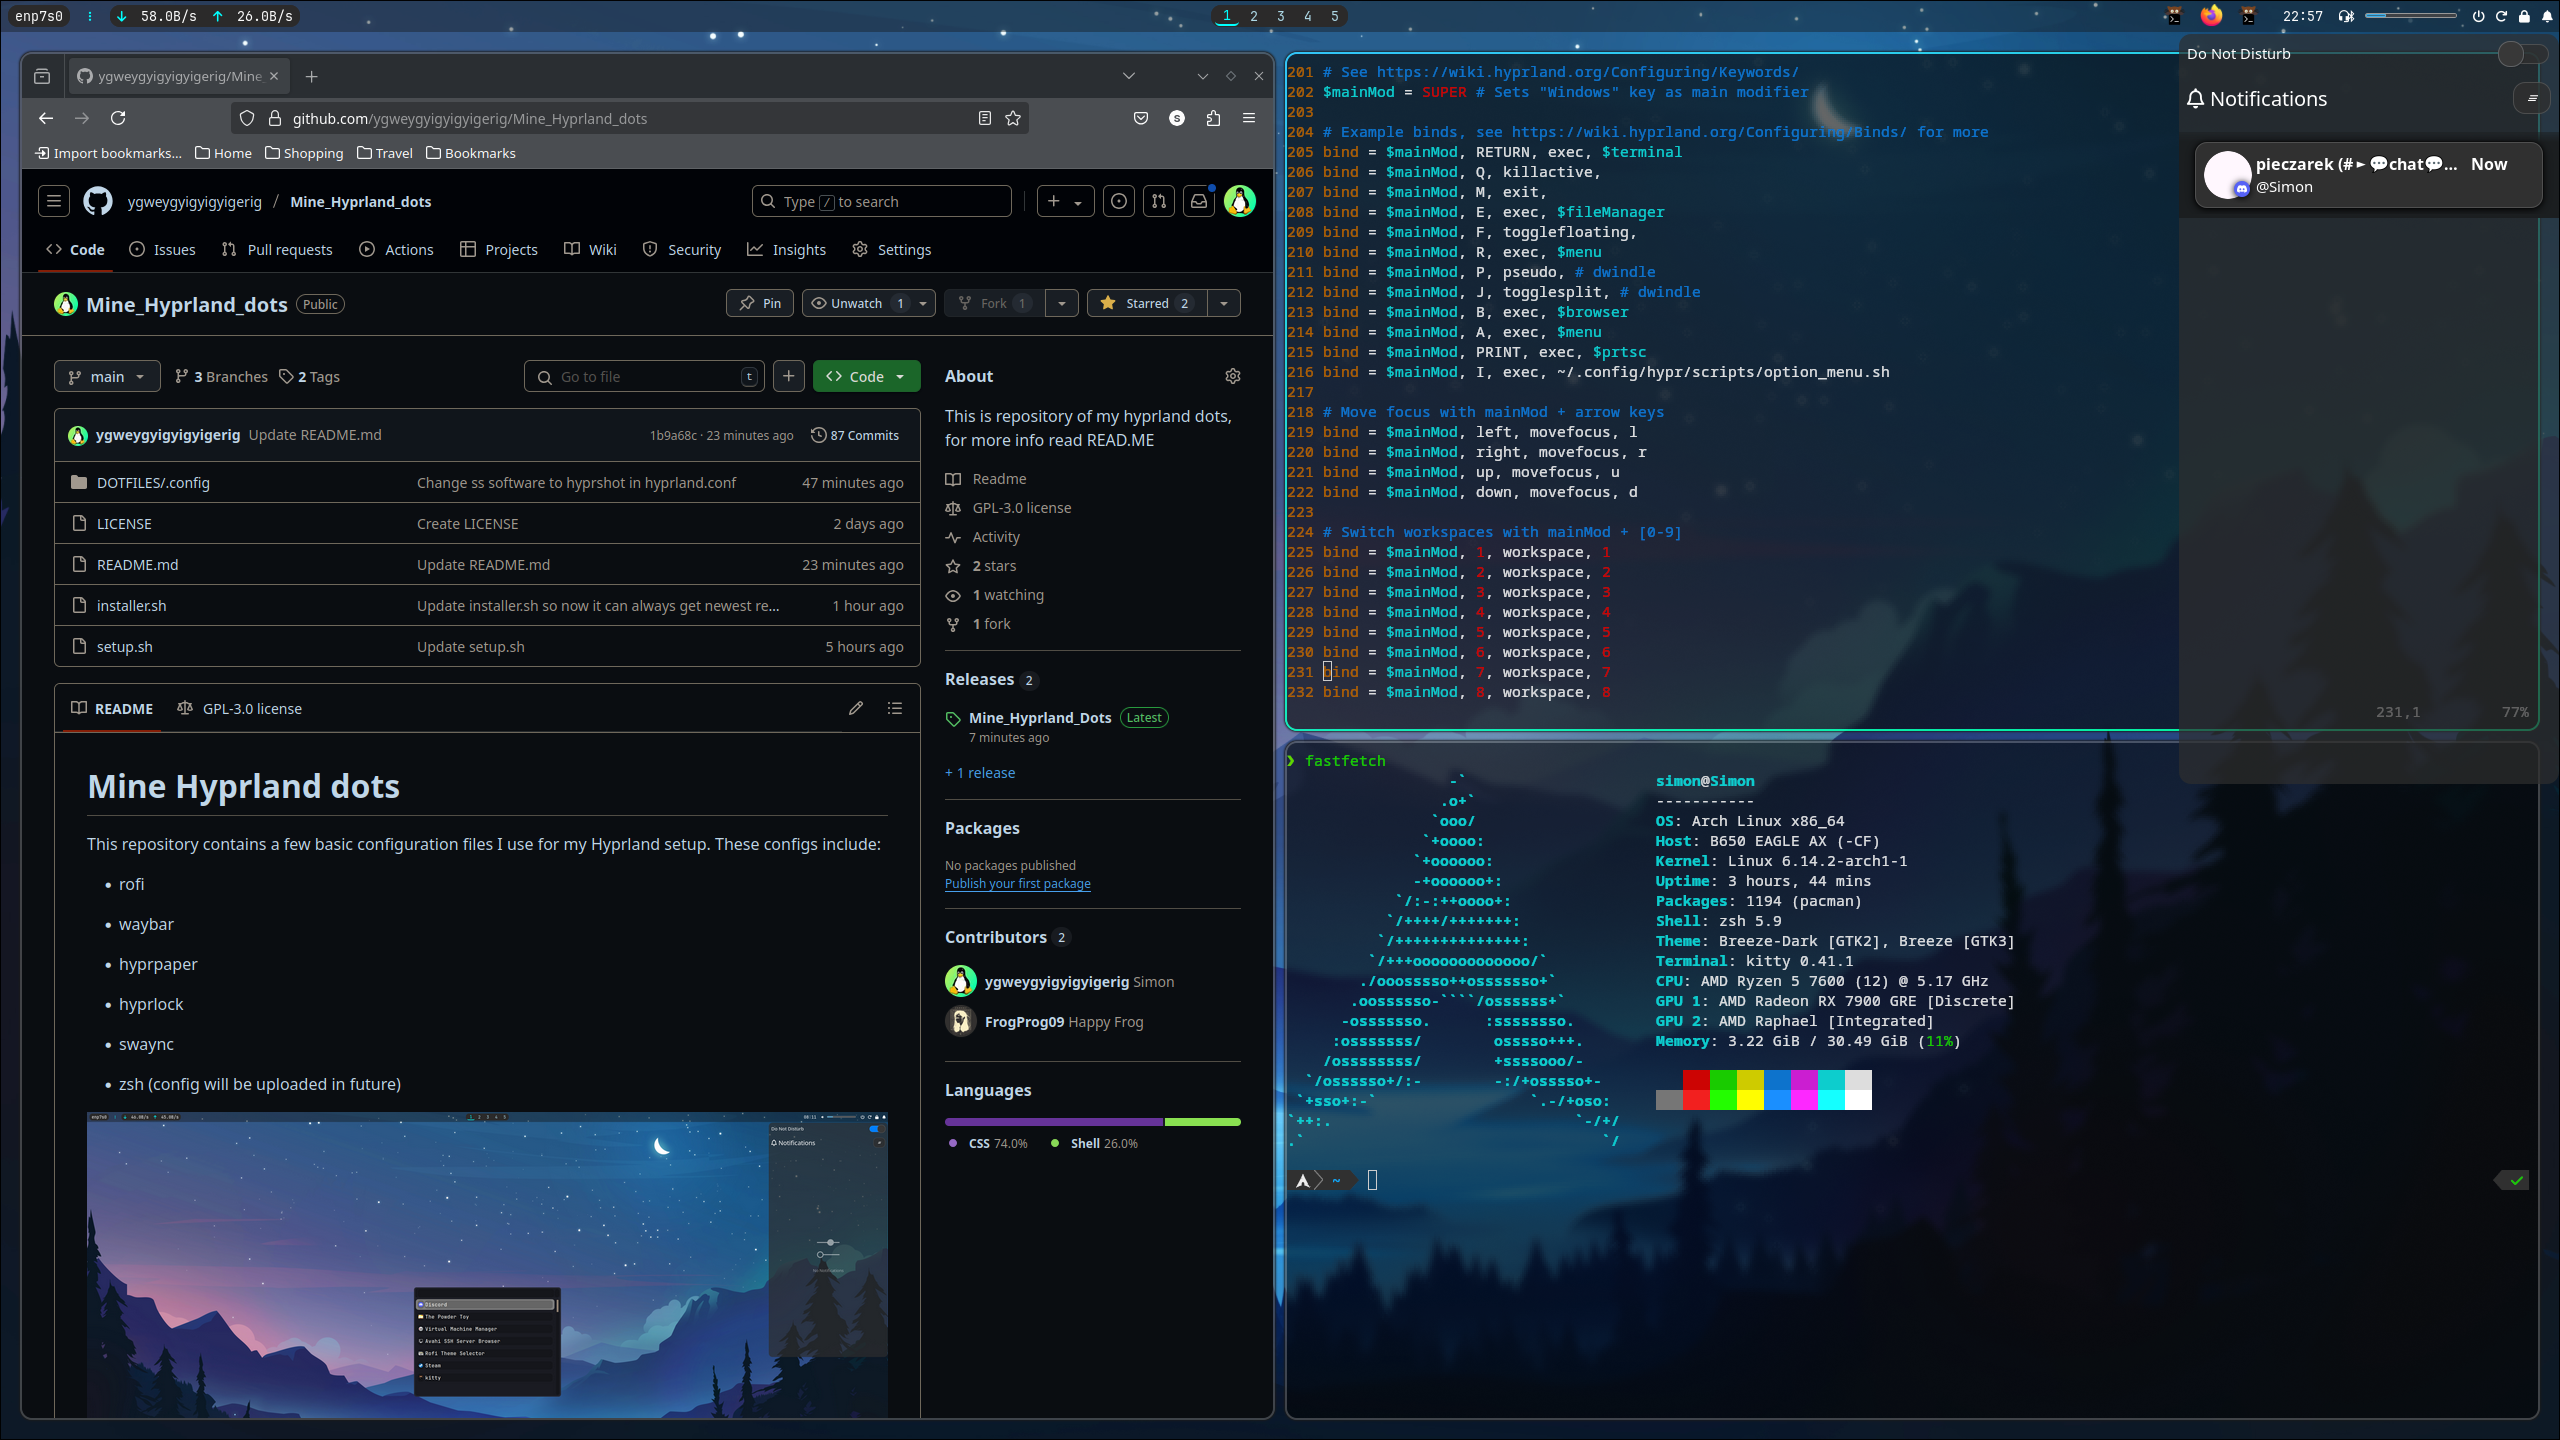 enp7s0 ⋮ ↓ 58.0B/s ↑ 26.0B/s
1 2 3 4 5
22:57
ygweygyigyigyigerig/Mine
github.com/ygweygyigyigyigerig/Mine_Hyprland_dots
Import bookmarks... Home Shopping Travel Bookmarks
ygweygyigyigyigerig / Mine_Hyprland_dots
Type / to search
Code Issues Pull requests Actions Projects Wiki Security Insights Settings
Mine_Hyprland_dots Public
Pin Unwatch 1 Fork 1 Starred 2
main 3 Branches 2 Tags
Go to file t
Code
ygweygyigyigyigerig Update README.md 1b9a68c · 23 minutes ago 87 Commits
DOTFILES/.config Change ss software to hyprshot in hyprland.conf 47 minutes ago
LICENSE Create LICENSE 2 days ago
README.md Update README.md 23 minutes ago
installer.sh Update installer.sh so now it can always get newest re... 1 hour ago
setup.sh Update setup.sh 5 hours ago
README GPL-3.0 license
Mine Hyprland dots
This repository contains a few basic configuration files I use for my Hyprland setup. These configs include:
• rofi
• waybar
• hyprpaper
• hyprlock
• swaync
• zsh (config will be uploaded in future)
Do Not Disturb
Notifications
Discord
The Powder Toy
Virtual Machine Manager
Avahi SSH Server Browser
Rofi Theme Selector
Steam
kitty
About
This is repository of my hyprland dots,
for more info read READ.ME
Readme
GPL-3.0 license
Activity
2 stars
1 watching
1 fork
Releases 2
Mine_Hyprland_Dots Latest
7 minutes ago
+ 1 release
Packages
No packages published
Publish your first package
Contributors 2
ygweygyigyigyigerig Simon
FrogProg09 Happy Frog
Languages
CSS 74.0% Shell 26.0%
201 # See https://wiki.hyprland.org/Configuring/Keywords/
202 $mainMod = SUPER # Sets "Windows" key as main modifier
203
204 # Example binds, see https://wiki.hyprland.org/Configuring/Binds/ for more
205 bind = $mainMod, RETURN, exec, $terminal
206 bind = $mainMod, Q, killactive,
207 bind = $mainMod, M, exit,
208 bind = $mainMod, E, exec, $fileManager
209 bind = $mainMod, F, togglefloating,
210 bind = $mainMod, R, exec, $menu
211 bind = $mainMod, P, pseudo, # dwindle
212 bind = $mainMod, J, togglesplit, # dwindle
213 bind = $mainMod, B, exec, $browser
214 bind = $mainMod, A, exec, $menu
215 bind = $mainMod, PRINT, exec, $prtsc
216 bind = $mainMod, I, exec, ~/.config/hypr/scripts/option_menu.sh
217
218 # Move focus with mainMod + arrow keys
219 bind = $mainMod, left, movefocus, l
220 bind = $mainMod, right, movefocus, r
221 bind = $mainMod, up, movefocus, u
222 bind = $mainMod, down, movefocus, d
223
224 # Switch workspaces with mainMod + [0-9]
225 bind = $mainMod, 1, workspace, 1
226 bind = $mainMod, 2, workspace, 2
227 bind = $mainMod, 3, workspace, 3
228 bind = $mainMod, 4, workspace, 4
229 bind = $mainMod, 5, workspace, 5
230 bind = $mainMod, 6, workspace, 6
231 bind = $mainMod, 7, workspace, 7
232 bind = $mainMod, 8, workspace, 8
231,1 77%
Do Not Disturb
Notifications
pieczarek (#►💬chat💬... Now
@Simon
❯ fastfetch
simon@Simon
-----------
OS: Arch Linux x86_64
Host: B650 EAGLE AX (-CF)
Kernel: Linux 6.14.2-arch1-1
Uptime: 3 hours, 44 mins
Packages: 1194 (pacman)
Shell: zsh 5.9
Theme: Breeze-Dark [GTK2], Breeze [GTK3]
Terminal: kitty 0.41.1
CPU: AMD Ryzen 5 7600 (12) @ 5.17 GHz
GPU 1: AMD Radeon RX 7900 GRE [Discrete]
GPU 2: AMD Raphael [Integrated]
Memory: 3.22 GiB / 30.49 GiB (11%)
~